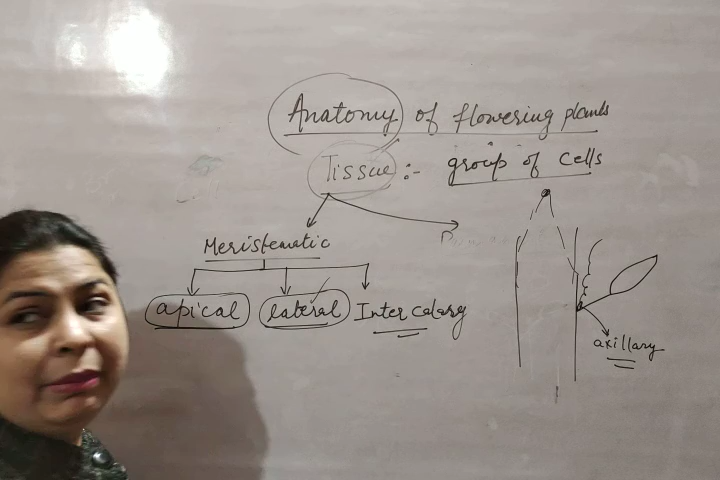 Anatomy of flowering plants
Tissue :- group of cells
Meristematic
apical lateral Intercalary
axillary